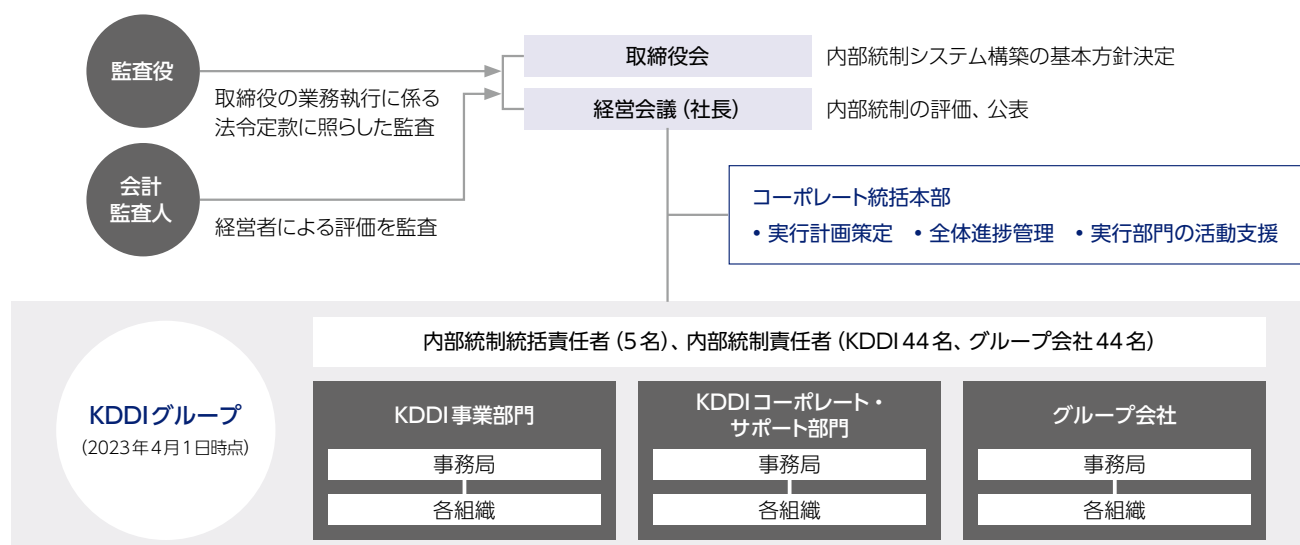 監査役
取締役の業務執行に係る
法令定款に照らした監査
会計
監査人
経営者による評価を監査
取締役会
内部統制システム構築の基本方針決定
経営会議（社長）
内部統制の評価、公表
コーポレート統括本部
• 実行計画策定 • 全体進捗管理 • 実行部門の活動支援
KDDIグループ
（2023年4月1日時点）
内部統制統括責任者（5名）、内部統制責任者（KDDI 44名、グループ会社44名）
KDDI事業部門
事務局
各組織
KDDIコーポレート・
サポート部門
事務局
各組織
グループ会社
事務局
各組織